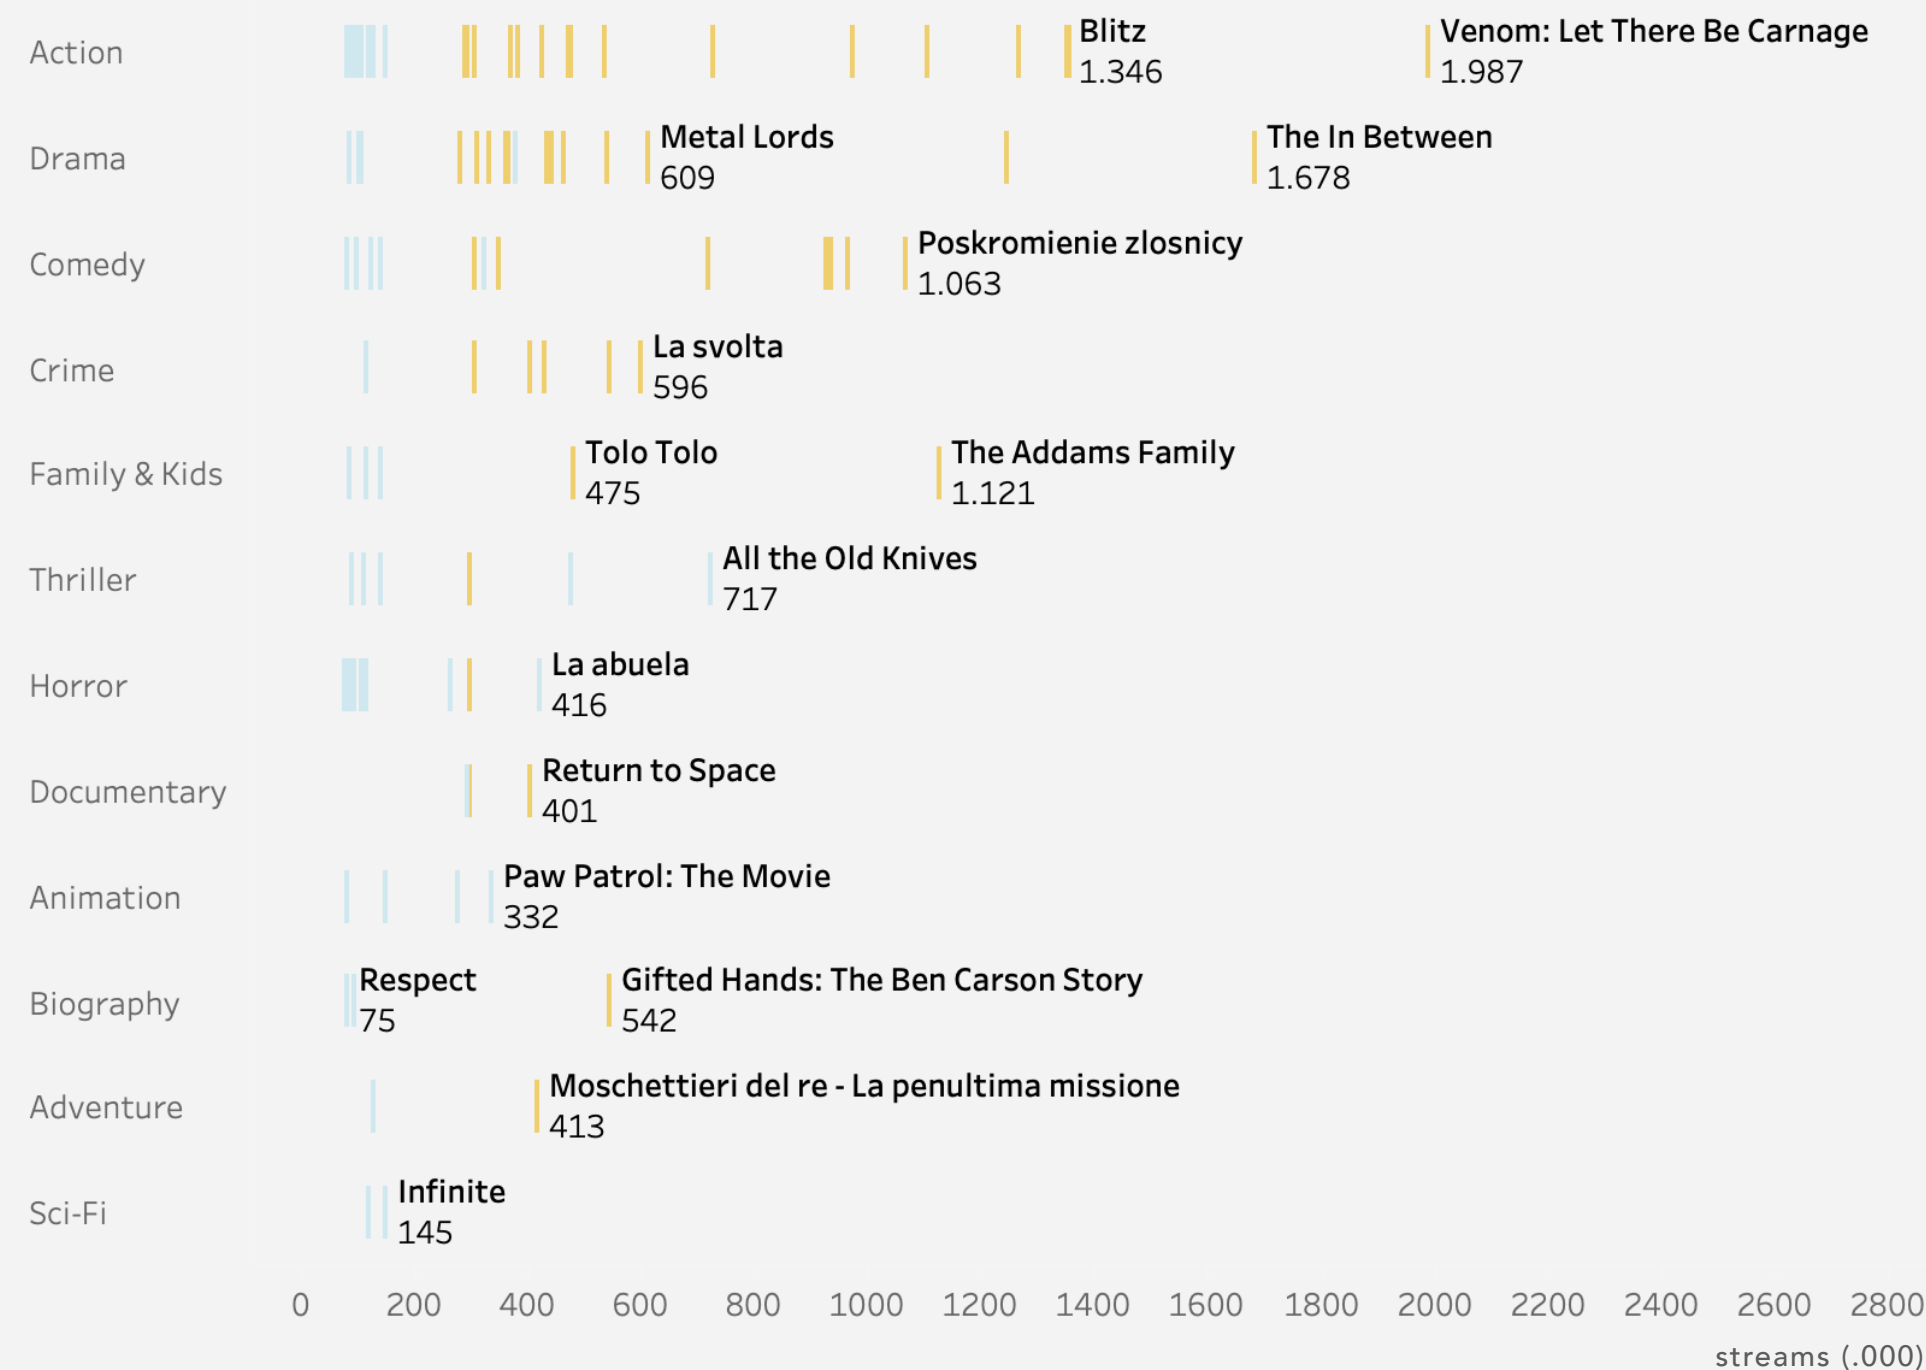 Action
Blitz
1.346
Venom: Let There Be Carnage
1.987
Drama
Metal Lords
609
The In Between
1.678
Comedy
Poskromienie zlosnicy
1.063
Crime
La svolta
596
Family & Kids
Tolo Tolo
475
The Addams Family
1.121
Thriller
All the Old Knives
717
Horror
La abuela
416
Documentary
Return to Space
401
Animation
Paw Patrol: The Movie
332
Biography
Respect
75
Gifted Hands: The Ben Carson Story
542
Adventure
Moschettieri del re - La penultima missione
413
Sci-Fi
Infinite
145
0 200 400 600 800 1000 1200 1400 1600 1800 2000 2200 2400 2600 2800
streams (.000)